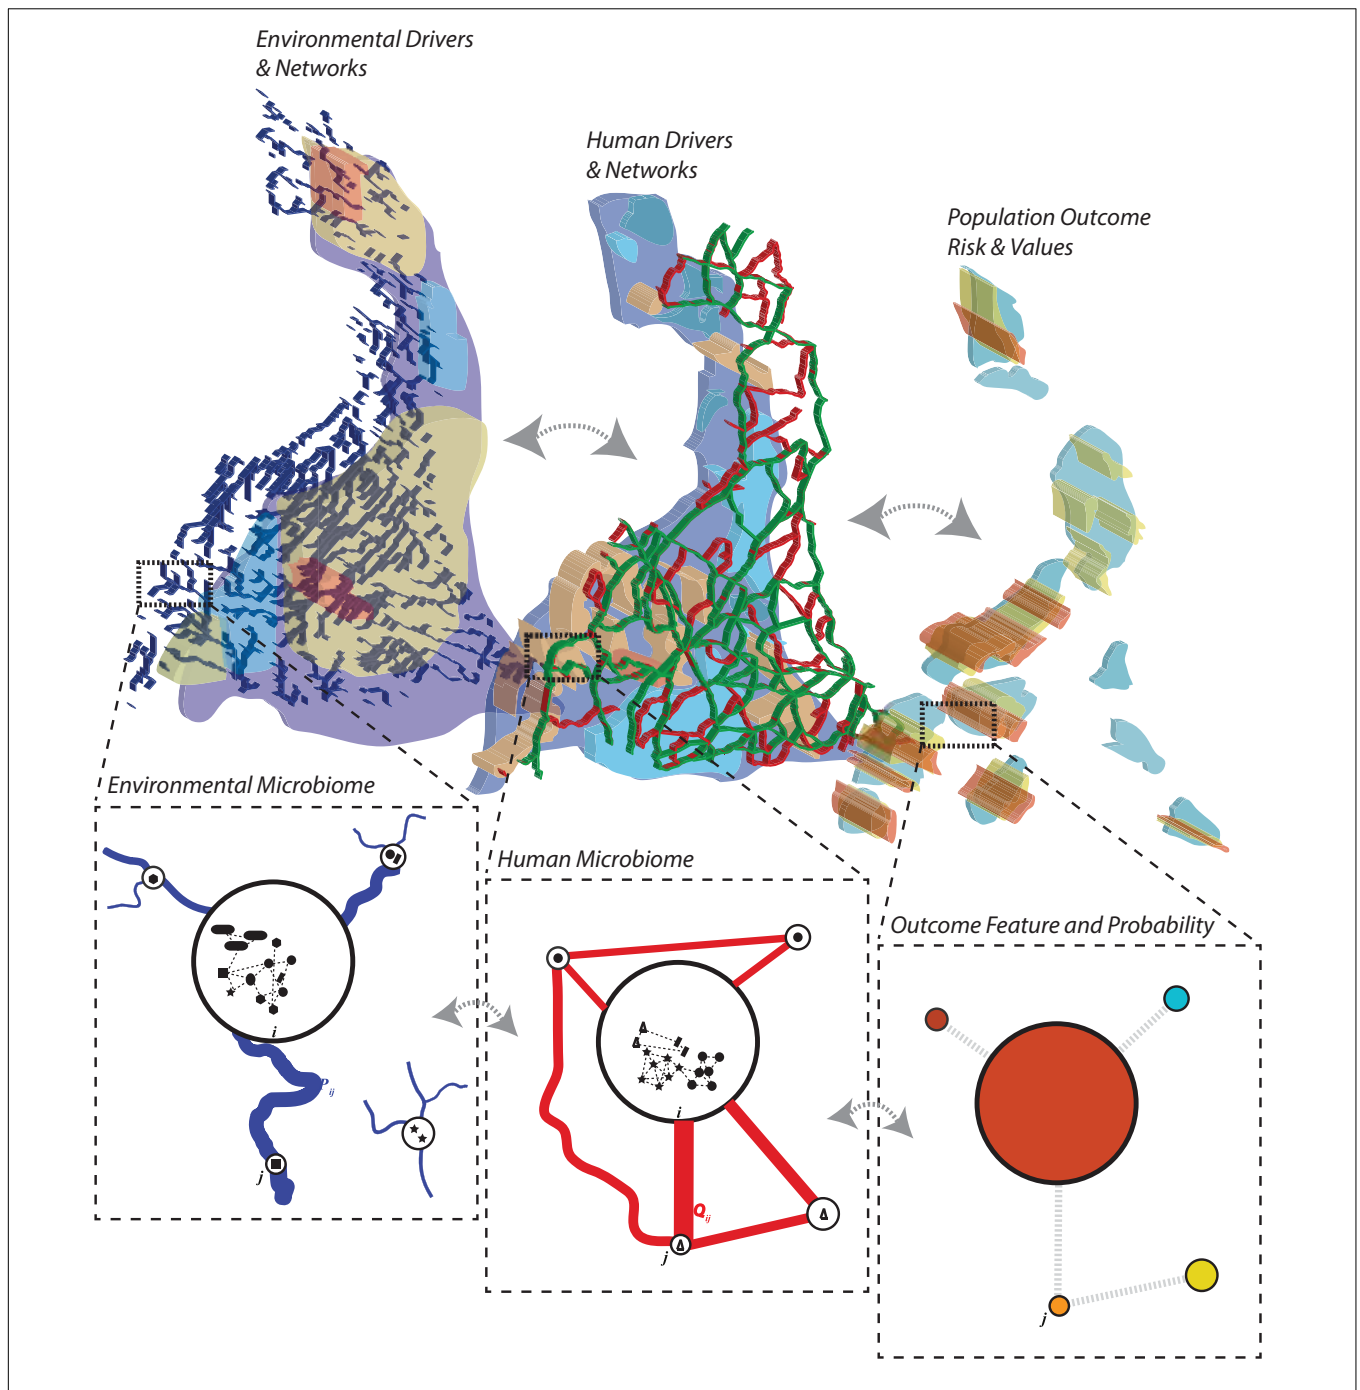 Environmental Drivers
& Networks
Human Drivers
& Networks
Population Outcome
Risk & Values
Environmental Microbiome
Human Microbiome
Outcome Feature and Probability
i
P ij
j
i
Q ij
j
j